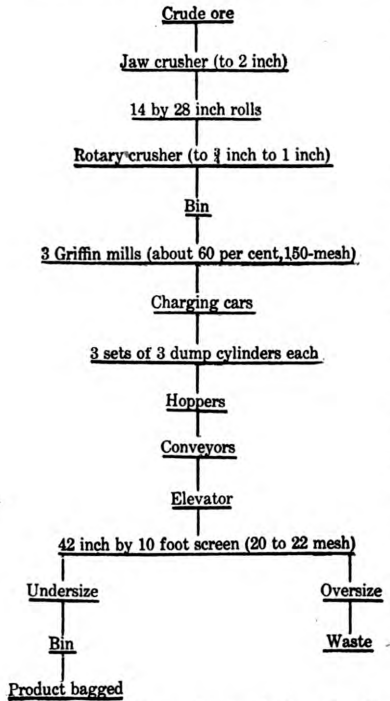 Crude ore
Jaw crusher (to 2 inch)
14 by 28 inch rolls
Rotary crusher (to ¾ inch to 1 inch)
Bin
3 Griffin mills (about 60 per cent, 150-mesh)
Charging cars
3 sets of 3 dump cylinders each
Hoppers
Conveyors
Elevator
42 inch by 10 foot screen (20 to 22 mesh)
Undersize
Oversize
Bin
Waste
Product bagged